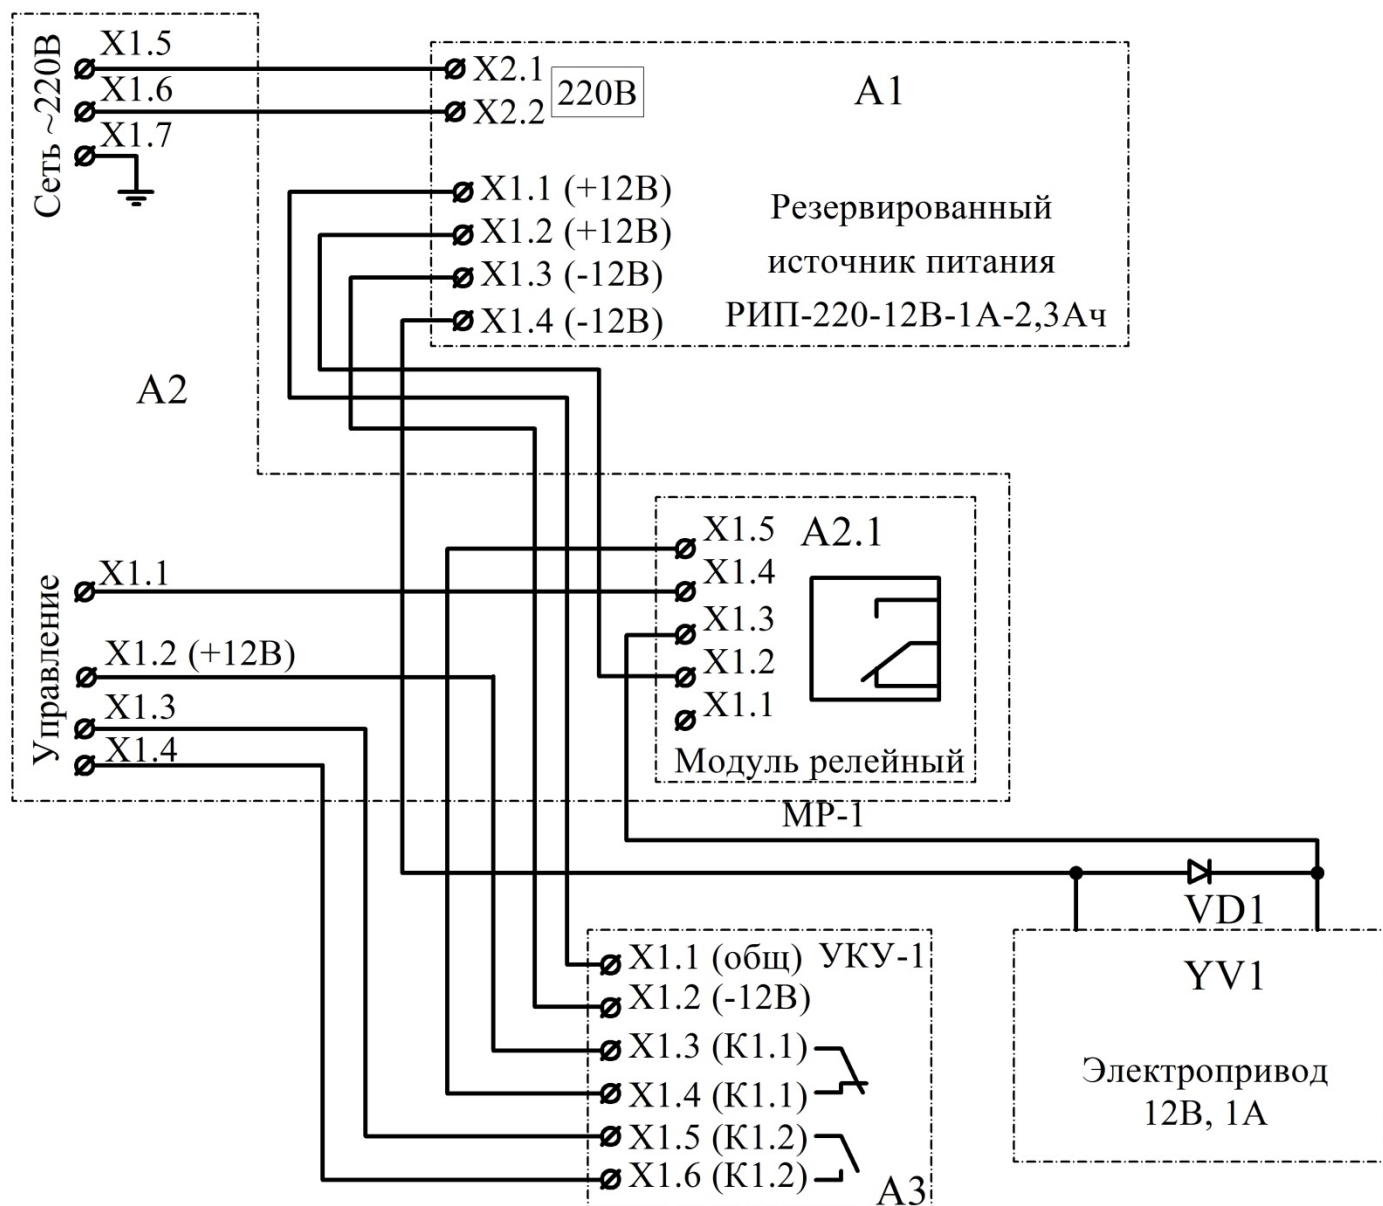 Сеть ~220В
X1.5
X1.6
X1.7
X2.1
X2.2
220В
А1
X1.1 (+12В)
X1.2 (+12В)
X1.3 (-12В)
X1.4 (-12В)
Резервированный
источник питания
РИП-220-12В-1А-2,3Ач
А2
Управление
X1.1
X1.2 (+12В)
X1.3
X1.4
X1.5
X1.4
X1.3
X1.2
X1.1
А2.1
Модуль релейный
МР-1
VD1
X1.1 (общ) УКУ-1
X1.2 (-12В)
X1.3 (К1.1)
X1.4 (К1.1)
X1.5 (К1.2)
X1.6 (К1.2)
А3
YV1
Электропривод
12В, 1А